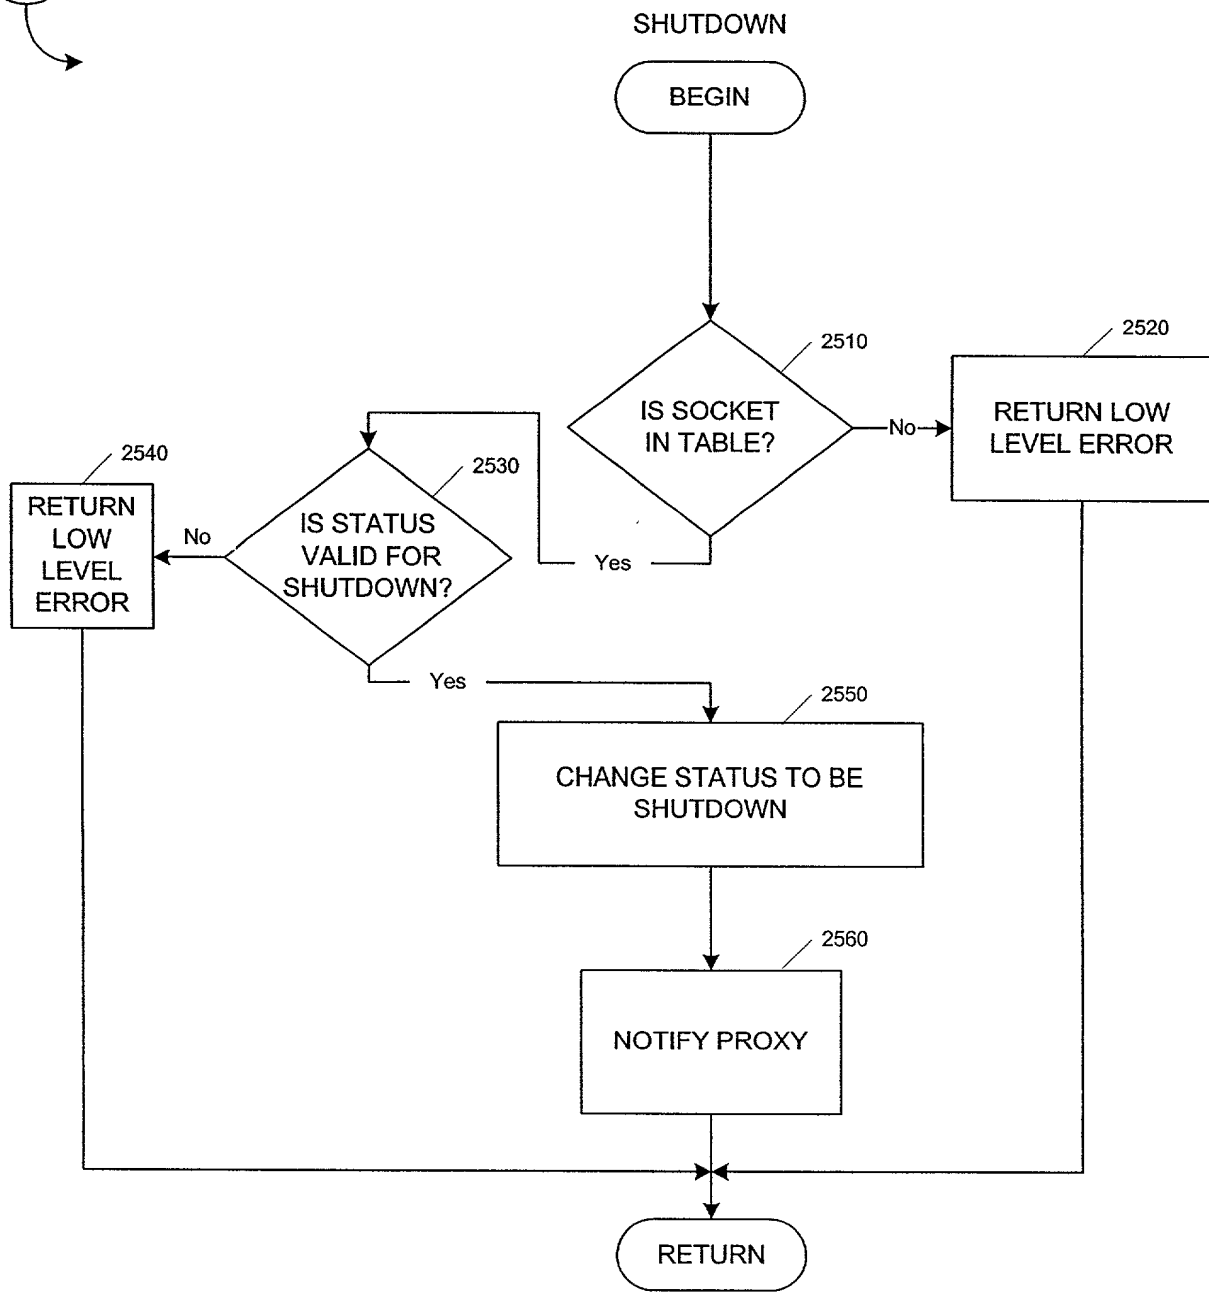 SHUTDOWN
BEGIN
2510
IS SOCKET
IN TABLE?
No
2520
RETURN LOW
LEVEL ERROR
Yes
2530
IS STATUS
VALID FOR
SHUTDOWN?
No
2540
RETURN
LOW
LEVEL
ERROR
Yes
2550
CHANGE STATUS TO BE
SHUTDOWN
2560
NOTIFY PROXY
RETURN